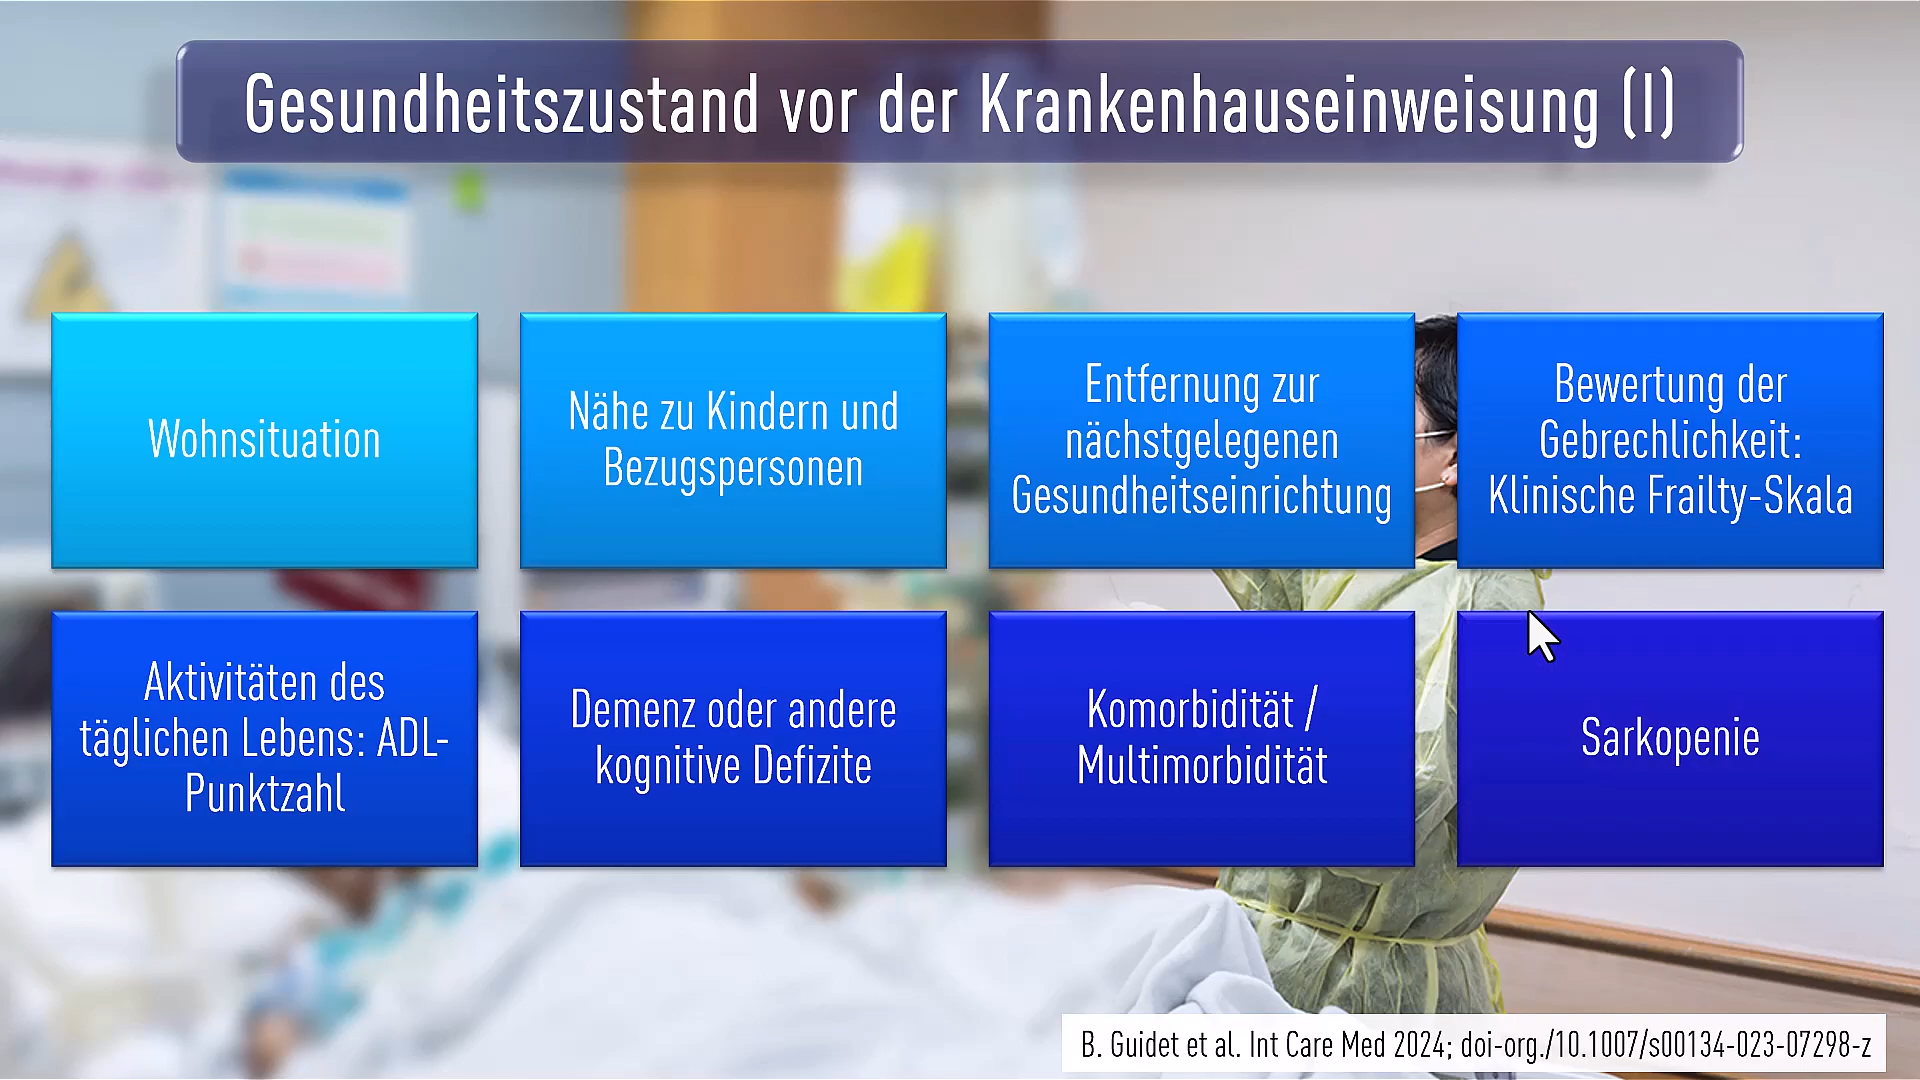 Gesundheitszustand vor der Krankenhauseinweisung (I)
Wohnsituation
Nähe zu Kindern und
Bezugspersonen
Entfernung zur
nächstgelegenen
Gesundheitseinrichtung
Bewertung der
Gebrechlichkeit:
Klinische Frailty-Skala
Aktivitäten des
täglichen Lebens: ADL-
Punktzahl
Demenz oder andere
kognitive Defizite
Komorbidität /
Multimorbidität
Sarkopenie
B. Guidet et al. Int Care Med 2024; doi-org./10.1007/s00134-023-07298-z